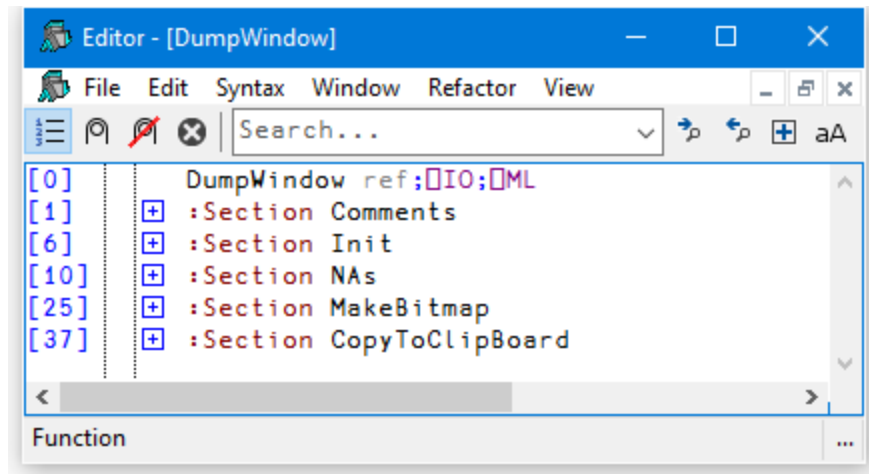 Editor - [DumpWindow]
File Edit Syntax Window Refactor View
Search... aA
[0] DumpWindow ref;⎕IO;⎕ML
[1] :Section Comments
[6] :Section Init
[10] :Section NAs
[25] :Section MakeBitmap
[37] :Section CopyToClipBoard
Function ...